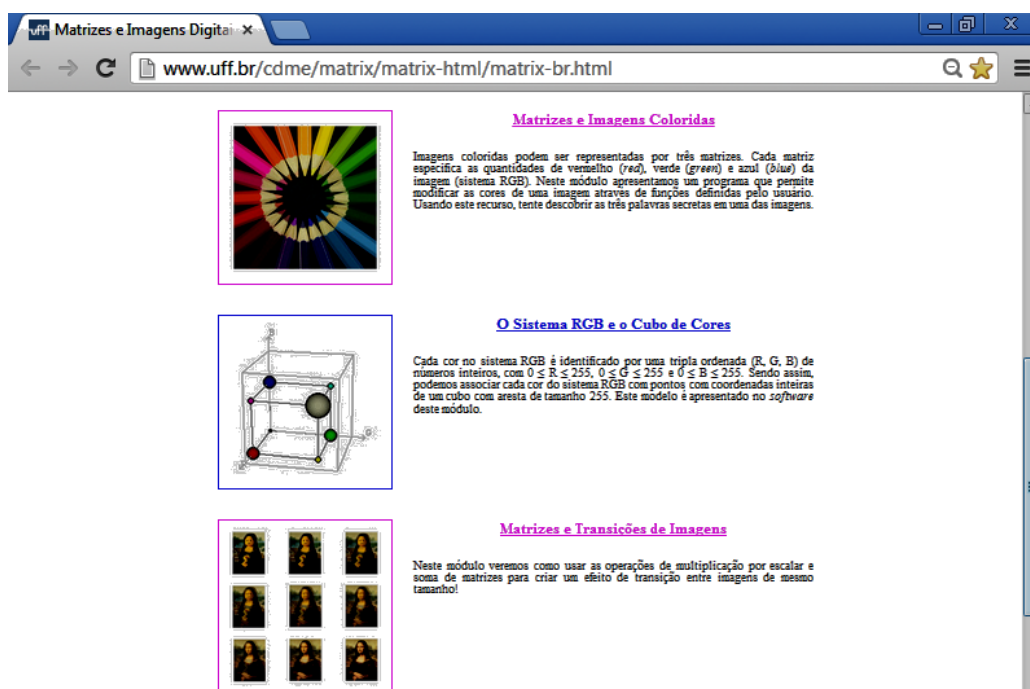 uff Matrizes e Imagens Digitai
www.uff.br/cdme/matrix/matrix-html/matrix-br.html
Matrizes e Imagens Coloridas
Imagens coloridas podem ser representadas por três matrizes. Cada matriz
especifica as quantidades de vermelho (red), verde (green) e azul (blue) da
imagem (sistema RGB). Neste módulo apresentamos um programa que permite
modificar as cores de uma imagem através de funções definidas pelo usuário.
Usando este recurso, tente descobrir as três palavras secretas em uma das imagens.
O Sistema RGB e o Cubo de Cores
Cada cor no sistema RGB é identificado por uma tripla ordenada (R, G, B) de
números inteiros, com 0 ≤ R ≤ 255, 0 ≤ G ≤ 255 e 0 ≤ B ≤ 255. Sendo assim,
podemos associar cada cor do sistema RGB com pontos com coordenadas inteiras
de um cubo com aresta de tamanho 255. Este modelo é apresentado no software
deste módulo.
Matrizes e Transições de Imagens
Neste módulo veremos como usar as operações de multiplicação por escalar e
soma de matrizes para criar um efeito de transição entre imagens de mesmo
tamanho!